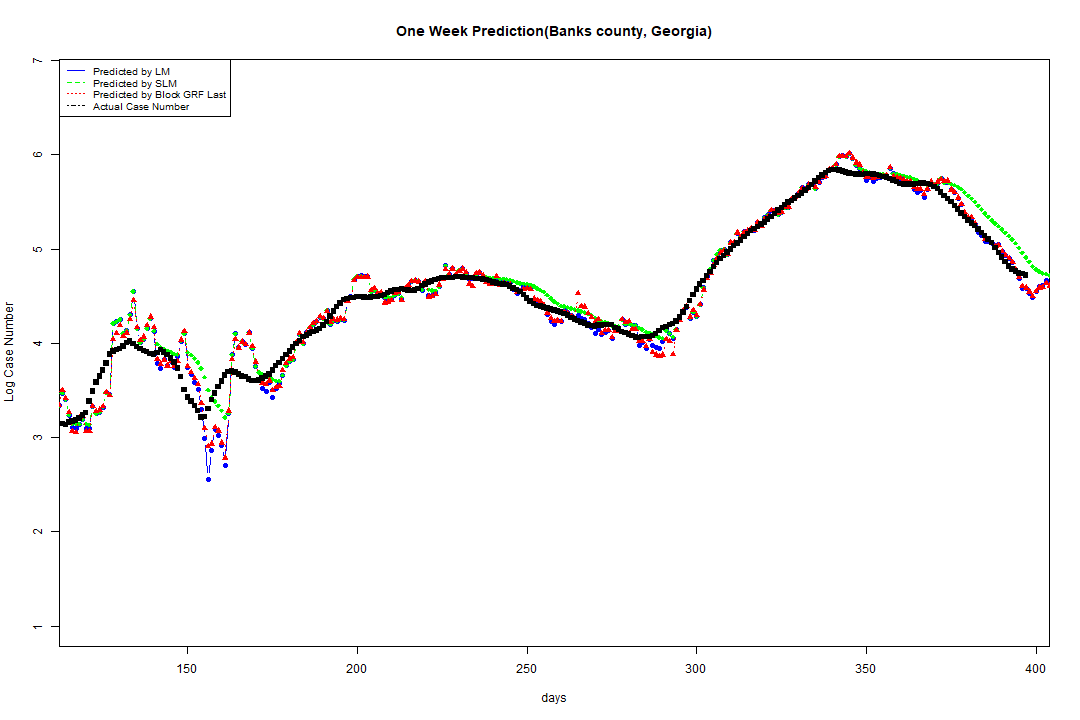 One Week Prediction(Banks county, Georgia)
Predicted by LM
Predicted by SLM
Predicted by Block GRF Last
Actual Case Number
7
6
5
4
3
2
1
Log Case Number
150 200 250 300 350 400
days